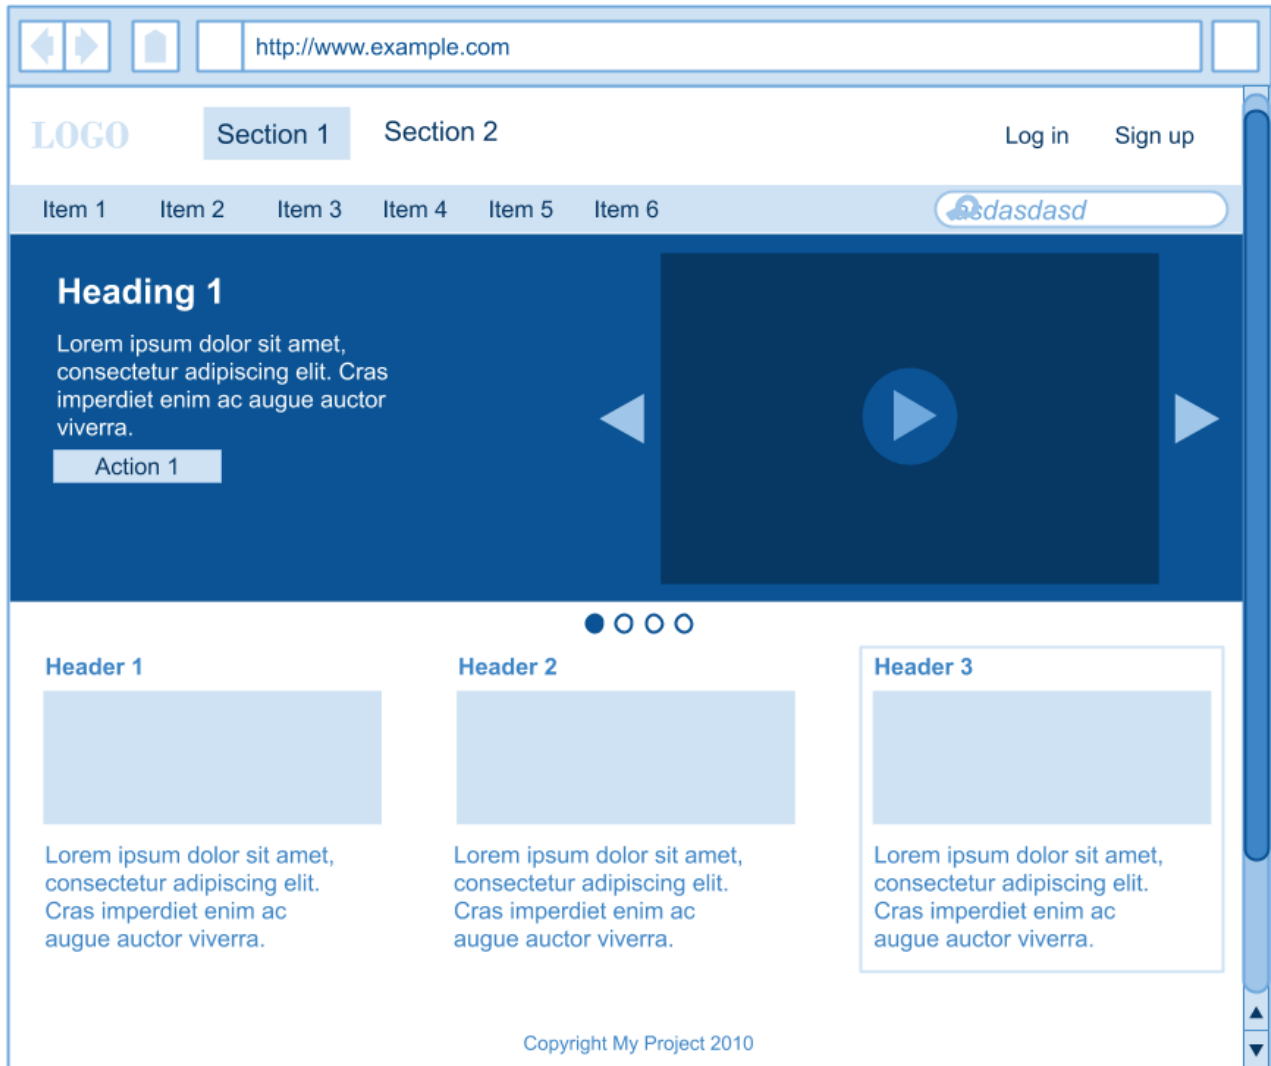 http://www.example.com
LOGO
Section 1
Section 2
Log in
Sign up
Item 1
Item 2
Item 3
Item 4
Item 5
Item 6
asdasdasd
Heading 1
Lorem ipsum dolor sit amet,
consectetur adipiscing elit. Cras
imperdiet enim ac augue auctor
viverra.
Action 1
Header 1
Lorem ipsum dolor sit amet,
consectetur adipiscing elit.
Cras imperdiet enim ac
augue auctor viverra.
Header 2
Lorem ipsum dolor sit amet,
consectetur adipiscing elit.
Cras imperdiet enim ac
augue auctor viverra.
Header 3
Lorem ipsum dolor sit amet,
consectetur adipiscing elit.
Cras imperdiet enim ac
augue auctor viverra.
Copyright My Project 2010